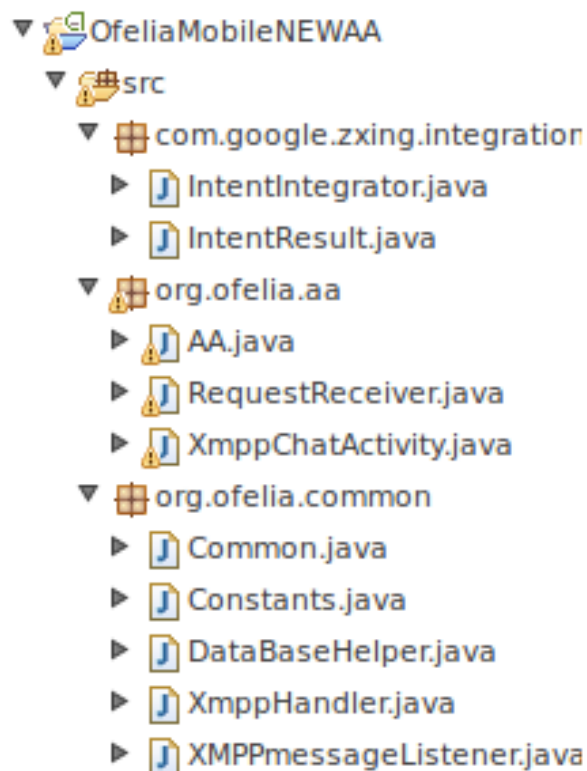 OfeliaMobileNEWAA
src
com.google.zxing.integration
IntentIntegrator.java
IntentResult.java
org.ofelia.aa
AA.java
RequestReceiver.java
XmppChatActivity.java
org.ofelia.common
Common.java
Constants.java
DataBaseHelper.java
XmppHandler.java
XMPPmessageListener.java